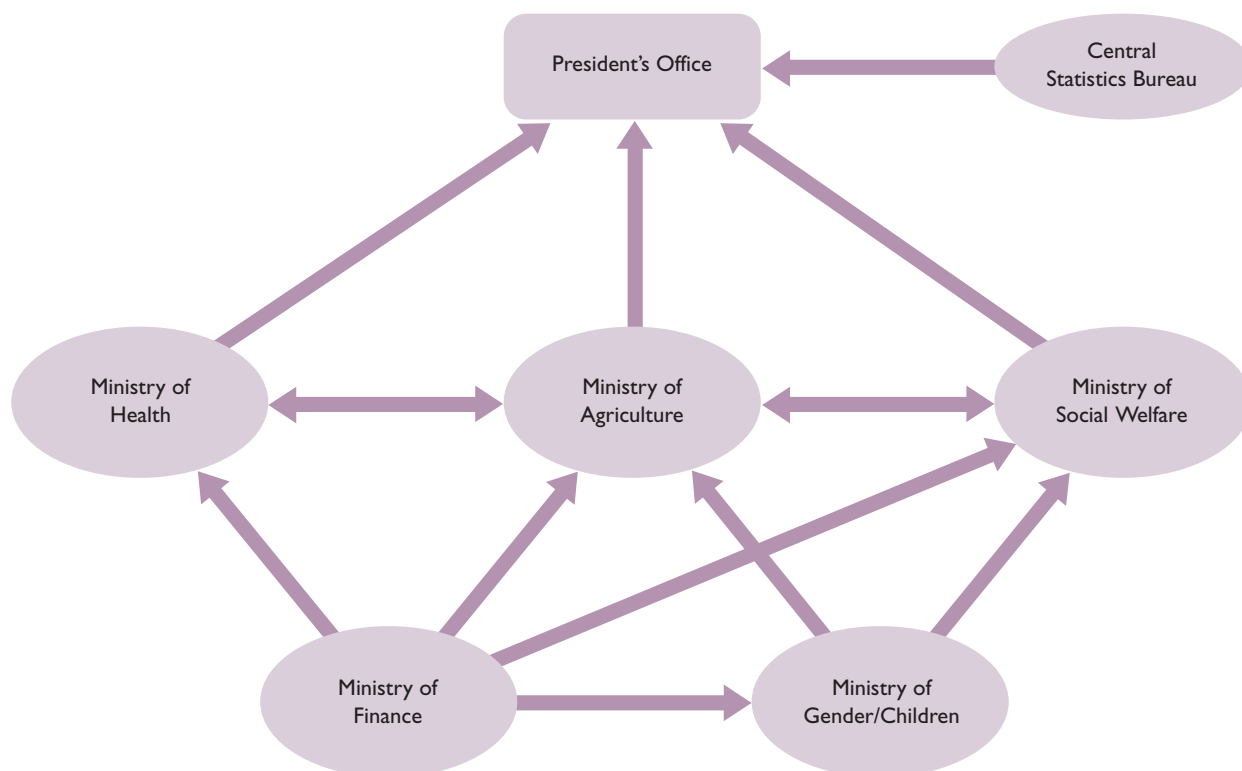 President’s Office
Central
Statistics Bureau
Ministry of
Health
Ministry of
Agriculture
Ministry of
Social Welfare
Ministry of
Finance
Ministry of
Gender/Children